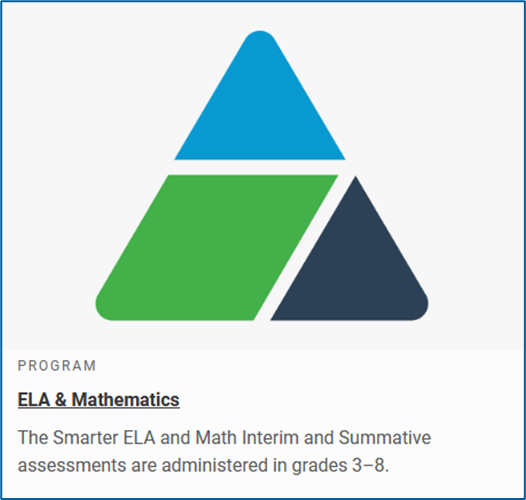 PROGRAM
ELA & Mathematics
The Smarter ELA and Math Interim and Summative
assessments are administered in grades 3–8.